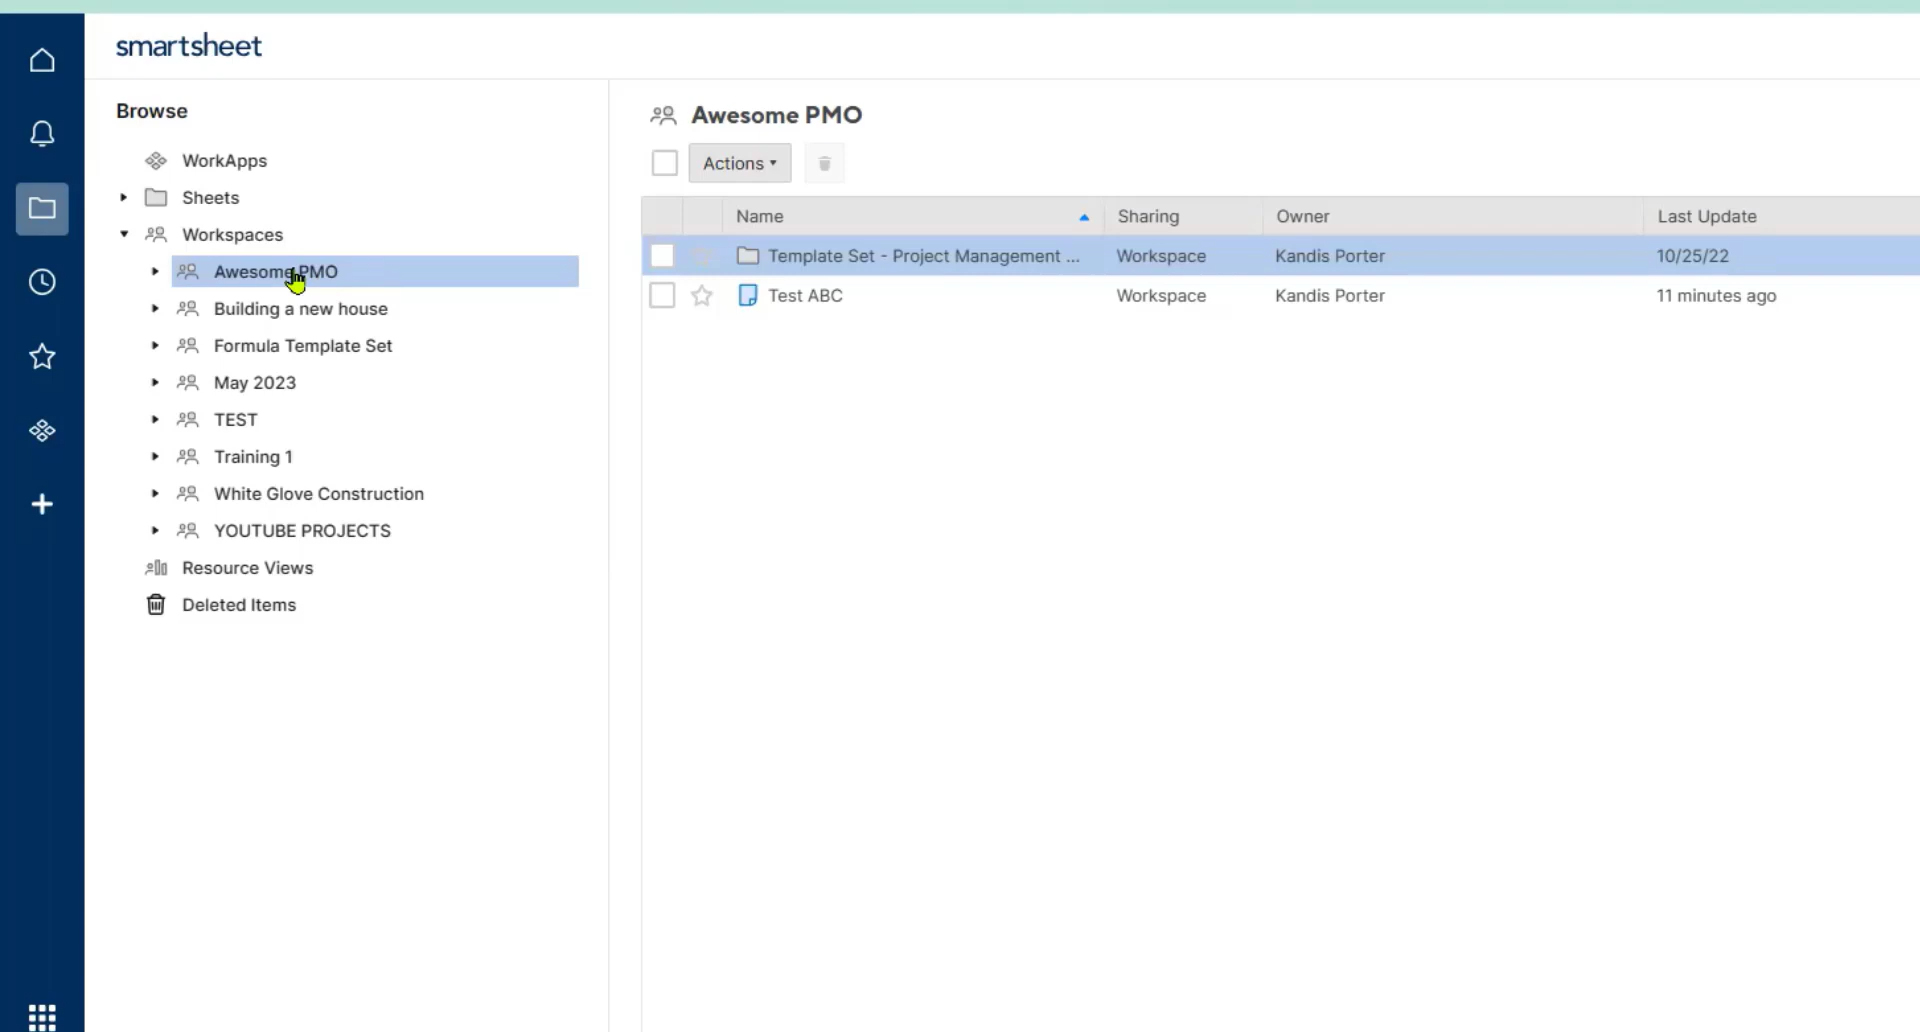 smartsheet
Browse
WorkApps
Sheets
Workspaces
Awesome PMO
Building a new house
Formula Template Set
May 2023
TEST
Training 1
White Glove Construction
YOUTUBE PROJECTS
Resource Views
Deleted Items
Awesome PMO
Actions
Name Sharing Owner Last Update
Template Set - Project Management ... Workspace Kandis Porter 10/25/22
Test ABC Workspace Kandis Porter 11 minutes ago